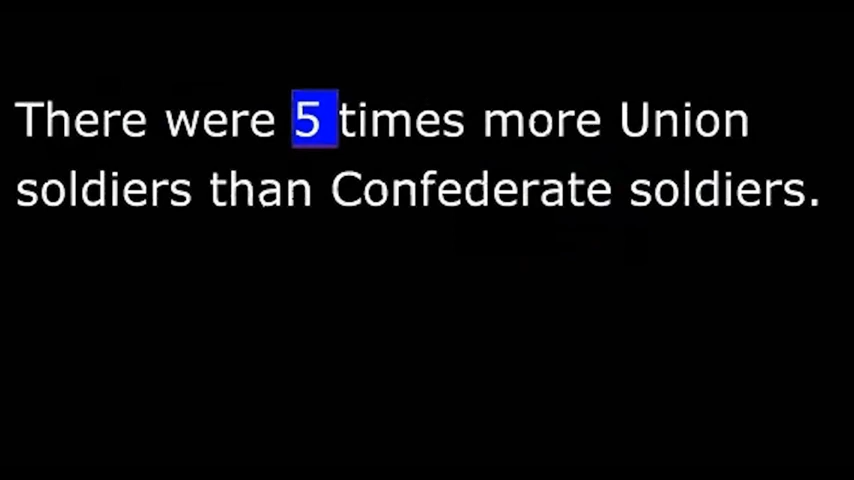 There were 5 times more Union
soldiers than Confederate soldiers.